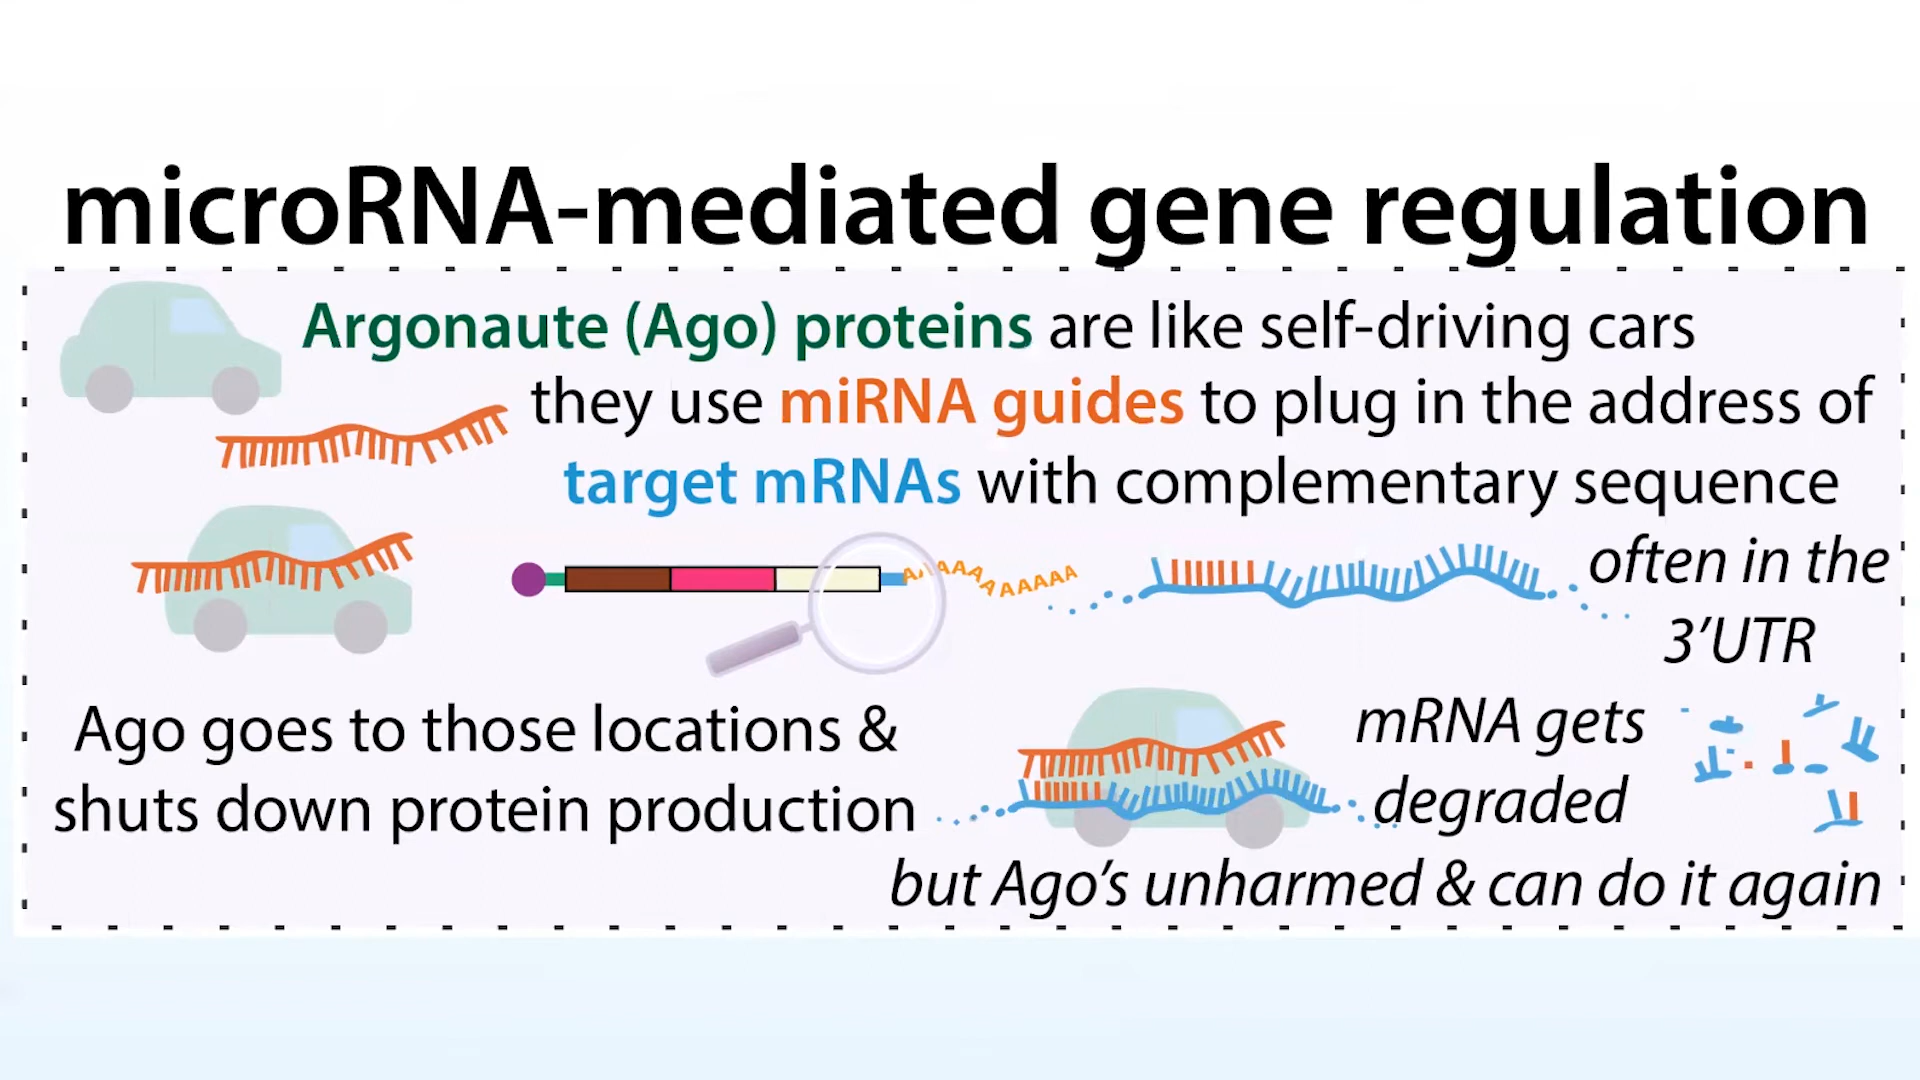 microRNA-mediated gene regulation
Argonaute (Ago) proteins are like self-driving cars
they use miRNA guides to plug in the address of
target mRNAs with complementary sequence
AAAAAAAAAAA
often in the
3’UTR
Ago goes to those locations &
shuts down protein production
mRNA gets
degraded
but Ago’s unharmed & can do it again